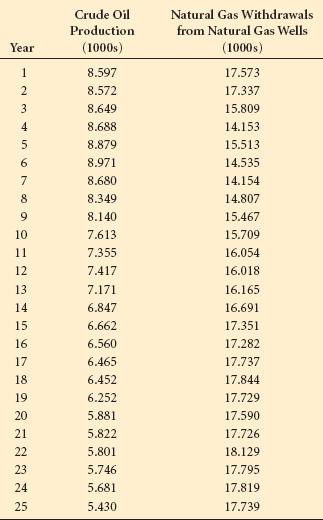 Crude Oil Natural Gas Withdrawals
Production from Natural Gas Wells
Year (1000s) (1000s)
1 8.597 17.573
2 8.572 17.337
3 8.649 15.809
4 8.688 14.153
5 8.879 15.513
6 8.971 14.535
7 8.680 14.154
8 8.349 14.807
9 8.140 15.467
10 7.613 15.709
11 7.355 16.054
12 7.417 16.018
13 7.171 16.165
14 6.847 16.691
15 6.662 17.351
16 6.560 17.282
17 6.465 17.737
18 6.452 17.844
19 6.252 17.729
20 5.881 17.590
21 5.822 17.726
22 5.801 18.129
23 5.746 17.795
24 5.681 17.819
25 5.430 17.739